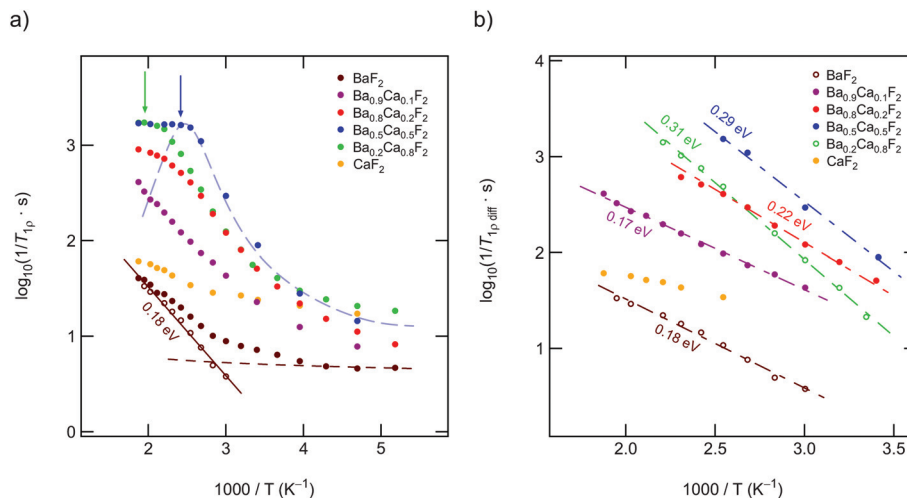 a)
log10(1/T1ρ · s)
3
2
1
0
2
3
4
5
1000 / T (K⁻¹)
BaF₂
Ba₀.₉Ca₀.₁F₂
Ba₀.₈Ca₀.₂F₂
Ba₀.₅Ca₀.₅F₂
Ba₀.₂Ca₀.₈F₂
CaF₂
0.18 eV
b)
log₁₀(1/T₁ρ diff · s)
4
3
2
1
2.0
2.5
3.0
3.5
1000 / T (K⁻¹)
BaF₂
Ba₀.₉Ca₀.₁F₂
Ba₀.₈Ca₀.₂F₂
Ba₀.₅Ca₀.₅F₂
Ba₀.₂Ca₀.₈F₂
CaF₂
0.29 eV
0.31 eV
0.22 eV
0.17 eV
0.18 eV